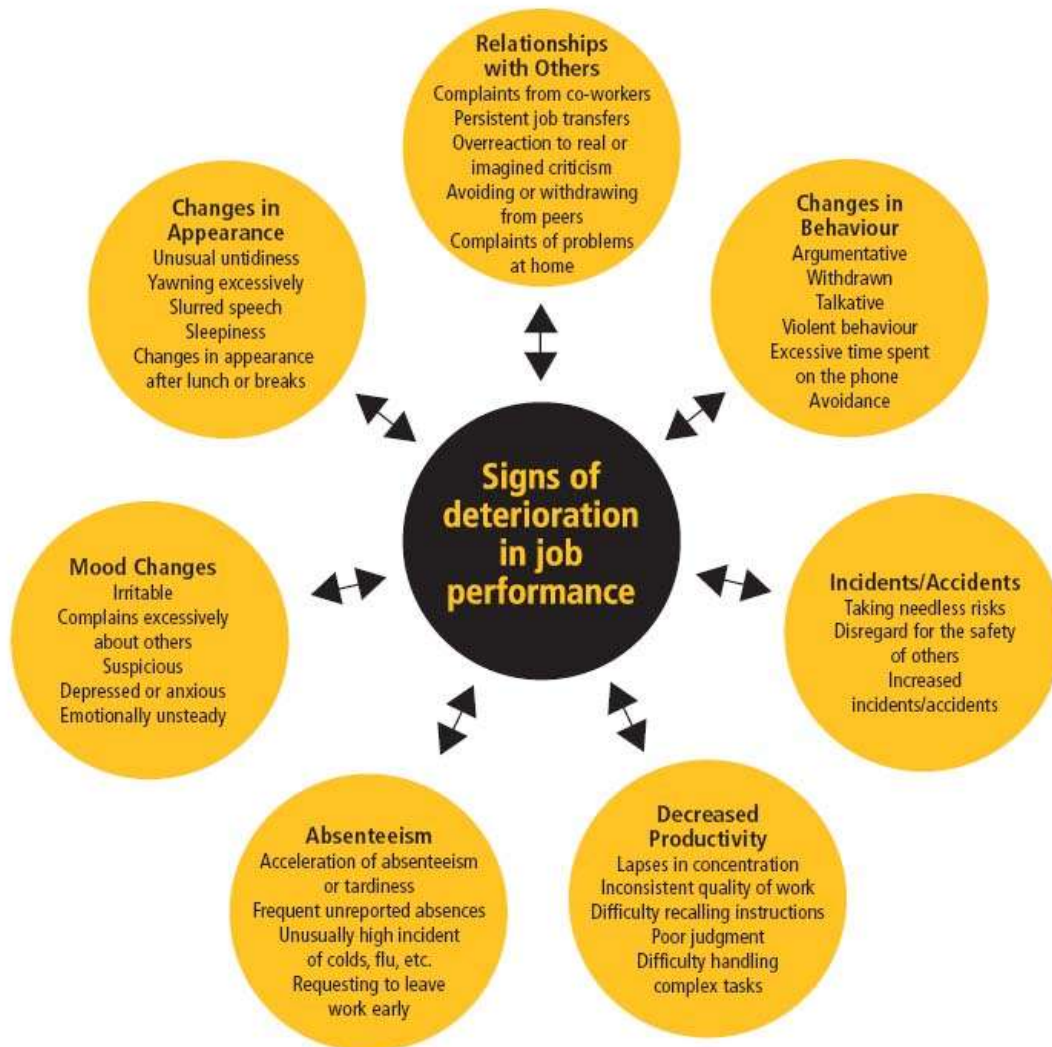 Relationships
with Others
Complaints from co-workers
Persistent job transfers
Overreaction to real or
imagined criticism
Avoiding or withdrawing
from peers
Complaints of problems
at home
Changes in
Appearance
Unusual untidiness
Yawning excessively
Slurred speech
Sleepiness
Changes in appearance
after lunch or breaks
Changes in
Behaviour
Argumentative
Withdrawn
Talkative
Violent behaviour
Excessive time spent
on the phone
Avoidance
Signs of
deterioration
in job
performance
Mood Changes
Irritable
Complains excessively
about others
Suspicious
Depressed or anxious
Emotionally unsteady
Incidents/Accidents
Taking needless risks
Disregard for the safety
of others
Increased
incidents/accidents
Absenteeism
Acceleration of absenteeism
or tardiness
Frequent unreported absences
Unusually high incident
of colds, flu, etc.
Requesting to leave
work early
Decreased
Productivity
Lapses in concentration
Inconsistent quality of work
Difficulty recalling instructions
Poor judgment
Difficulty handling
complex tasks